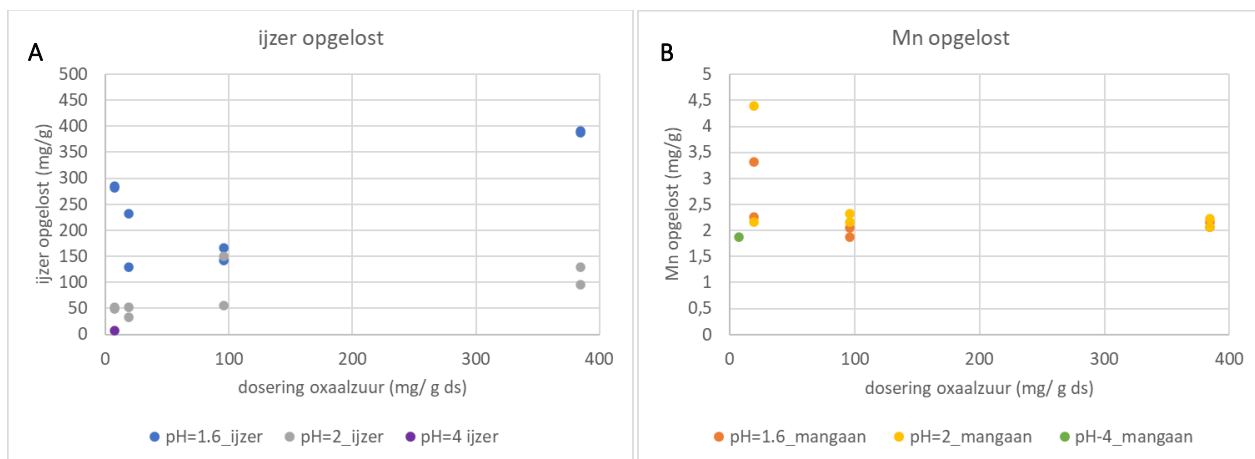 A
ijzer opgelost
ijzer opgelost (mg/g)
500
450
400
350
300
250
200
150
100
50
0
0 100 200 300 400
dosering oxaalzuur (mg/ g ds)
pH=1.6_ijzer pH=2_ijzer pH=4 ijzer
B
Mn opgelost
Mn opgelost (mg/g)
5
4,5
4
3,5
3
2,5
2
1,5
1
0,5
0
0 100 200 300 400
dosering oxaalzuur (mg/ g ds)
pH=1.6_mangaan pH=2_mangaan pH-4_mangaan